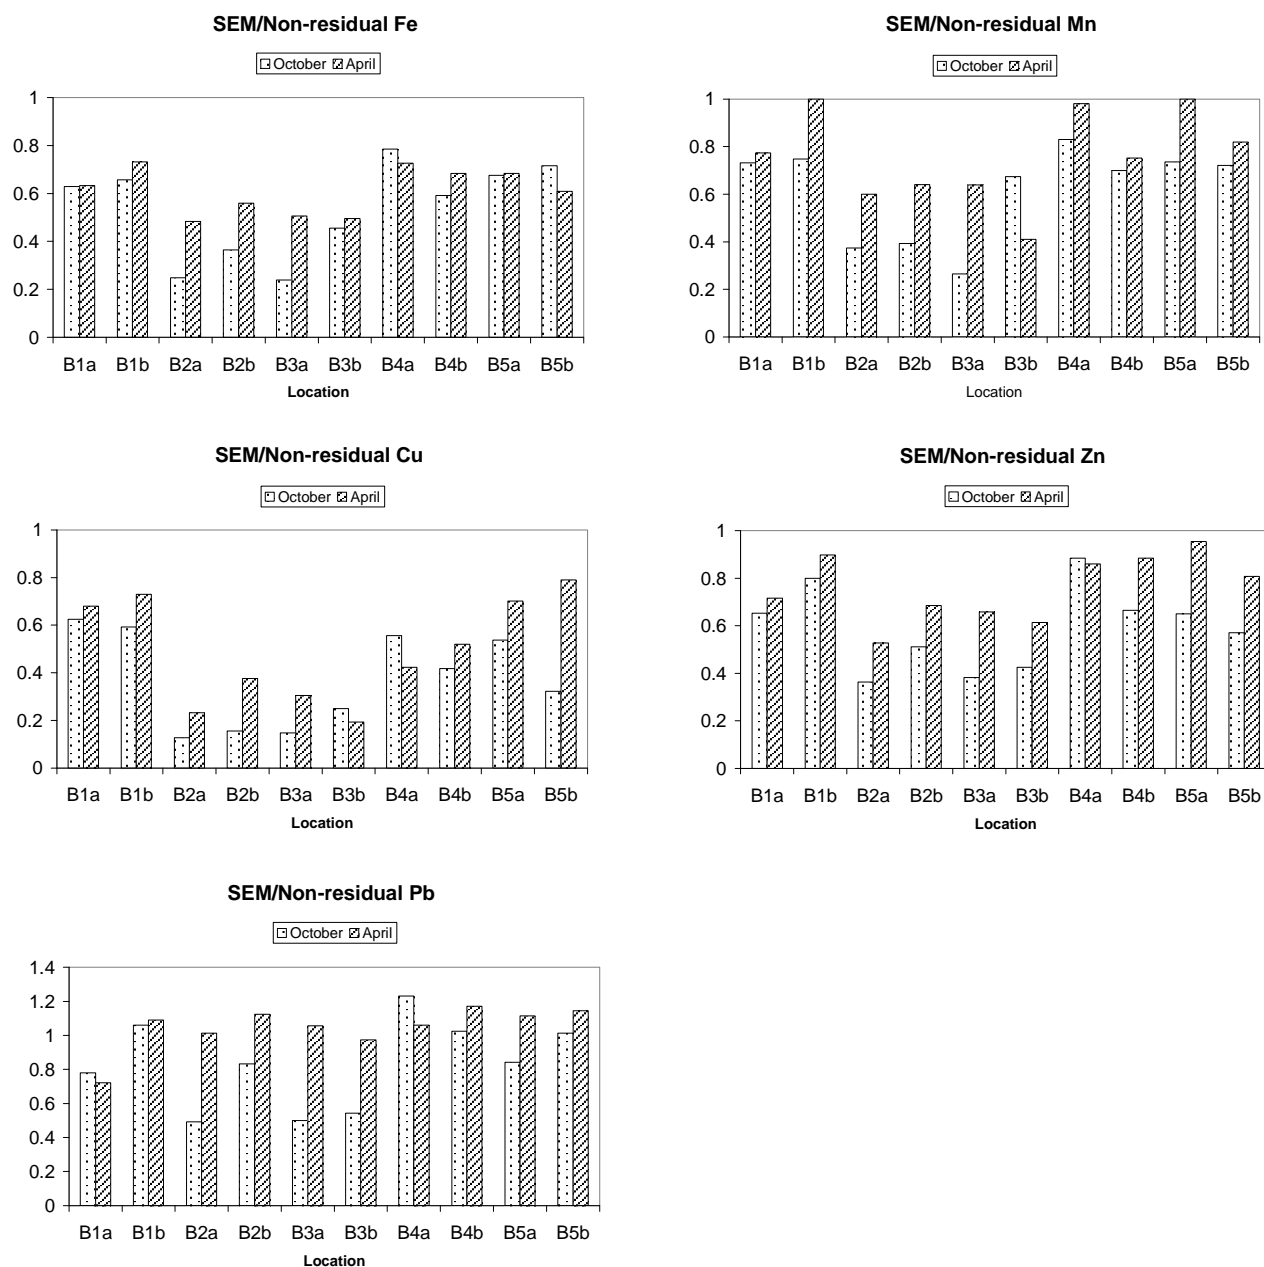 SEM/Non-residual Fe
October April
1
0.8
0.6
0.4
0.2
0
B1a B1b B2a B2b B3a B3b B4a B4b B5a B5b
Location
SEM/Non-residual Mn
October April
1
0.8
0.6
0.4
0.2
0
B1a B1b B2a B2b B3a B3b B4a B4b B5a B5b
Location
SEM/Non-residual Cu
October April
1
0.8
0.6
0.4
0.2
0
B1a B1b B2a B2b B3a B3b B4a B4b B5a B5b
Location
SEM/Non-residual Zn
October April
1
0.8
0.6
0.4
0.2
0
B1a B1b B2a B2b B3a B3b B4a B4b B5a B5b
Location
SEM/Non-residual Pb
October April
1.4
1.2
1
0.8
0.6
0.4
0.2
0
B1a B1b B2a B2b B3a B3b B4a B4b B5a B5b
Location